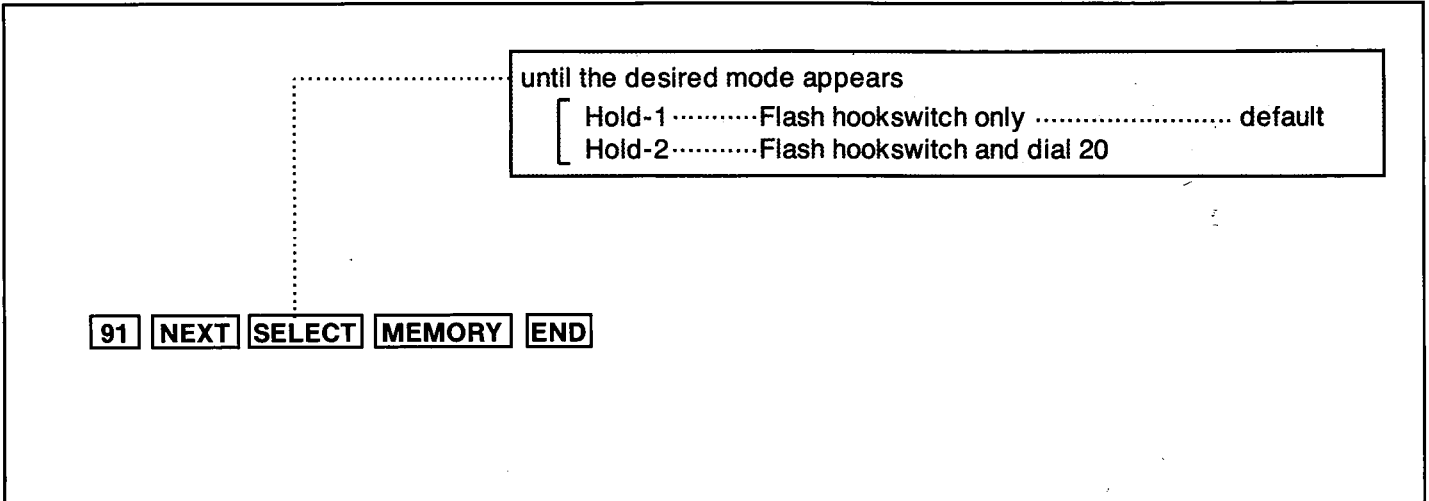 until the desired mode appears
Hold-1 ··········· Flash hookswitch only ························ default
Hold-2 ··········· Flash hookswitch and dial 20
91 NEXT SELECT MEMORY END